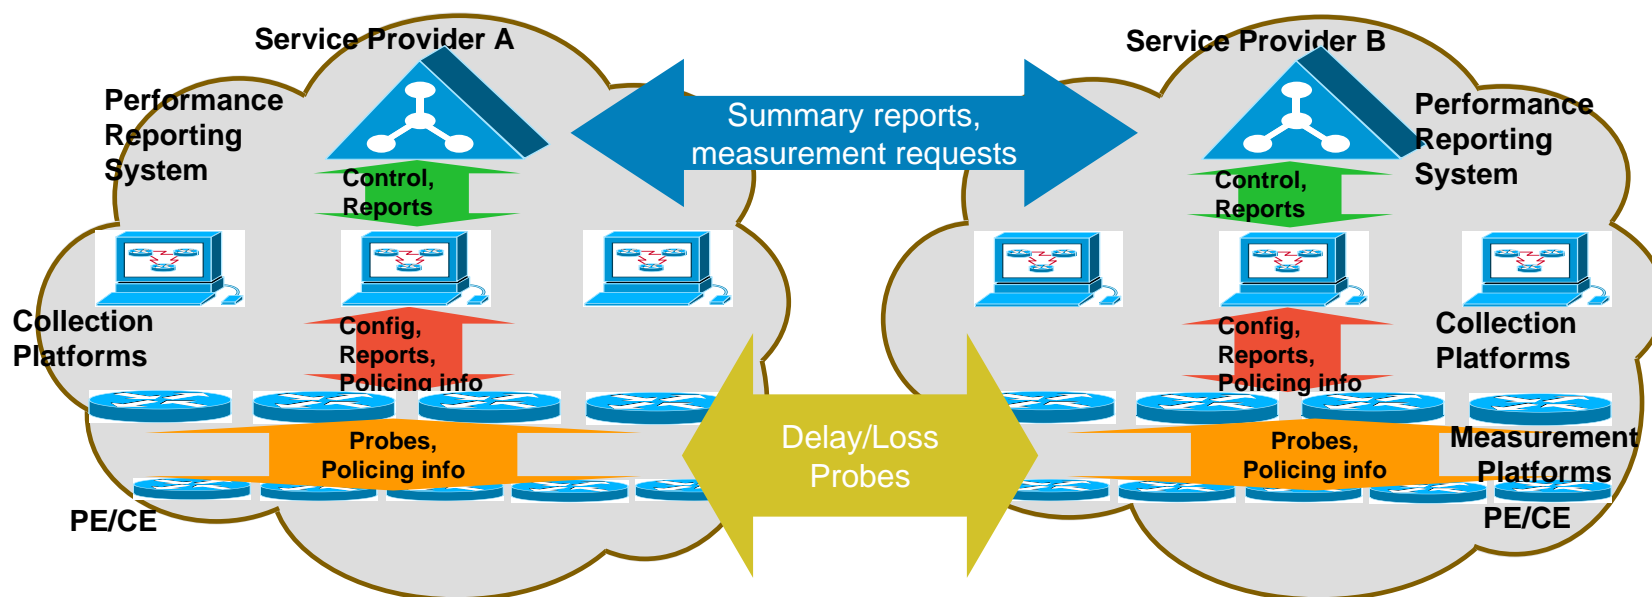 Service Provider A
Performance
Reporting
System
Control,
Reports
Config,
Reports,
Policing info
Collection
Platforms
Probes,
Policing info
PE/CE
Summary reports,
measurement requests
Delay/Loss
Probes
Service Provider B
Performance
Reporting
System
Control,
Reports
Config,
Reports,
Policing info
Collection
Platforms
Probes,
Policing info
Measurement
Platforms
PE/CE